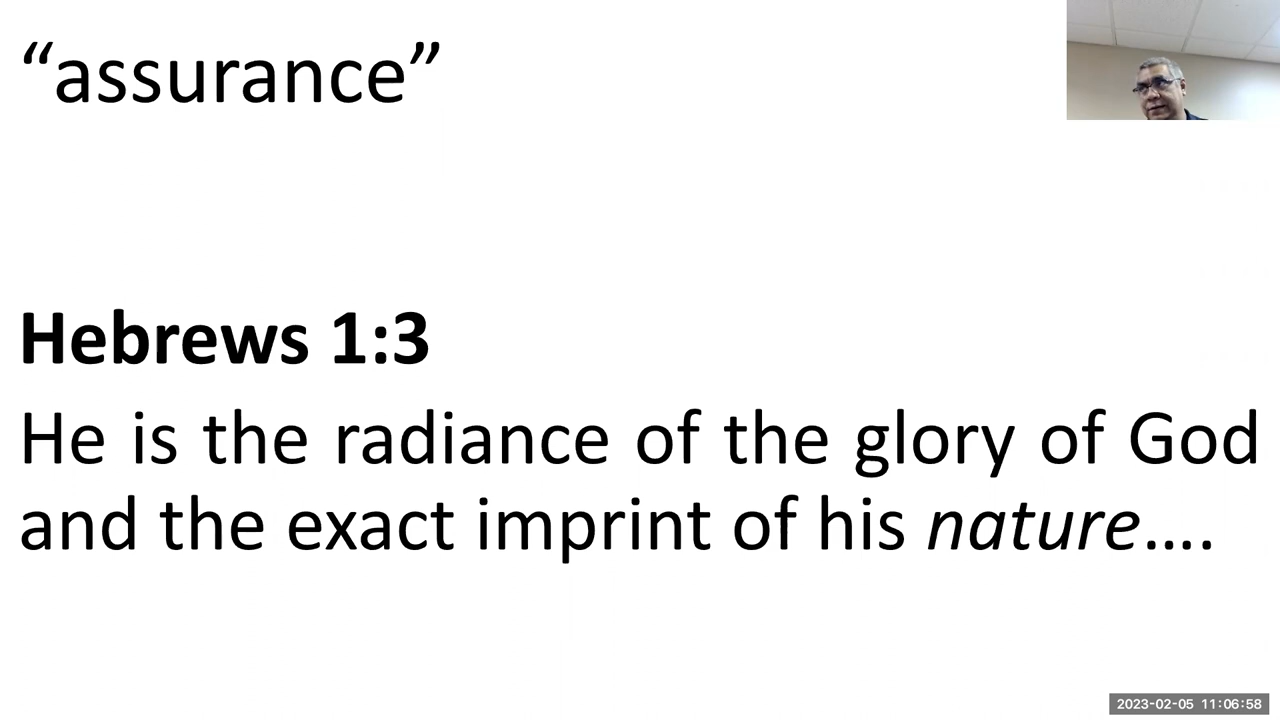 “assurance”
Hebrews 1:3
He is the radiance of the glory of God
and the exact imprint of his nature….
2023-02-05 11:06:58